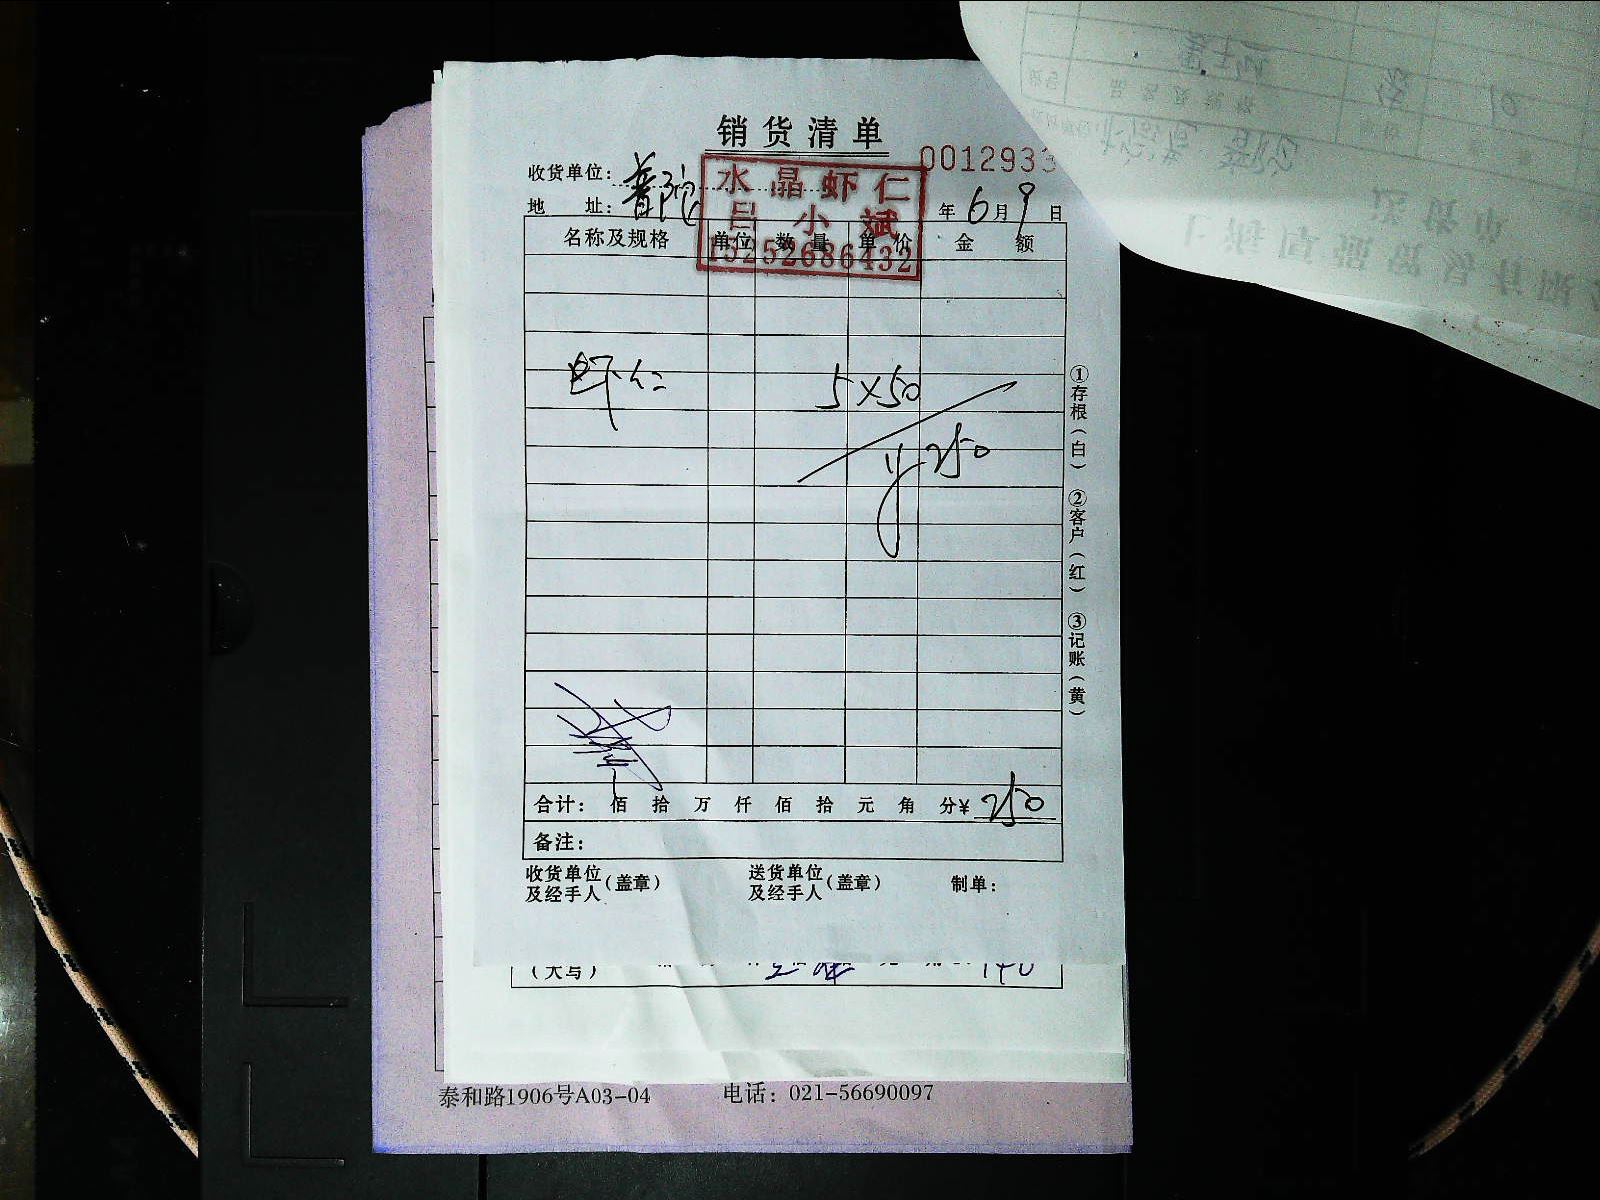 销货清单
0012933
收货单位：
水晶虾仁
地 址：
吕小斌
年 6月 9日
名称及规格 单位 数量 单价 金额
15252686432
虾仁 5×50
¥250
①存根（白） ②客户（红） ③记账（黄）
合计： 佰 拾 万 仟 佰 拾 元 角 分¥ 250
备注：
收货单位及经手人（盖章） 送货单位及经手人（盖章） 制单：
（大写） 140
泰和路1906号A03-04 电话：021-56690097